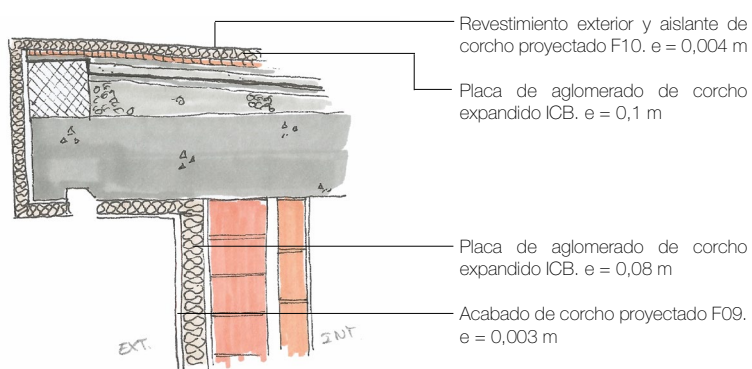 Revestimiento exterior y aislante de
corcho proyectado F10. e = 0,004 m
Placa de aglomerado de corcho
expandido ICB. e = 0,1 m
Placa de aglomerado de corcho
expandido ICB. e = 0,08 m
Acabado de corcho proyectado F09.
e = 0,003 m
EXT.
INT.